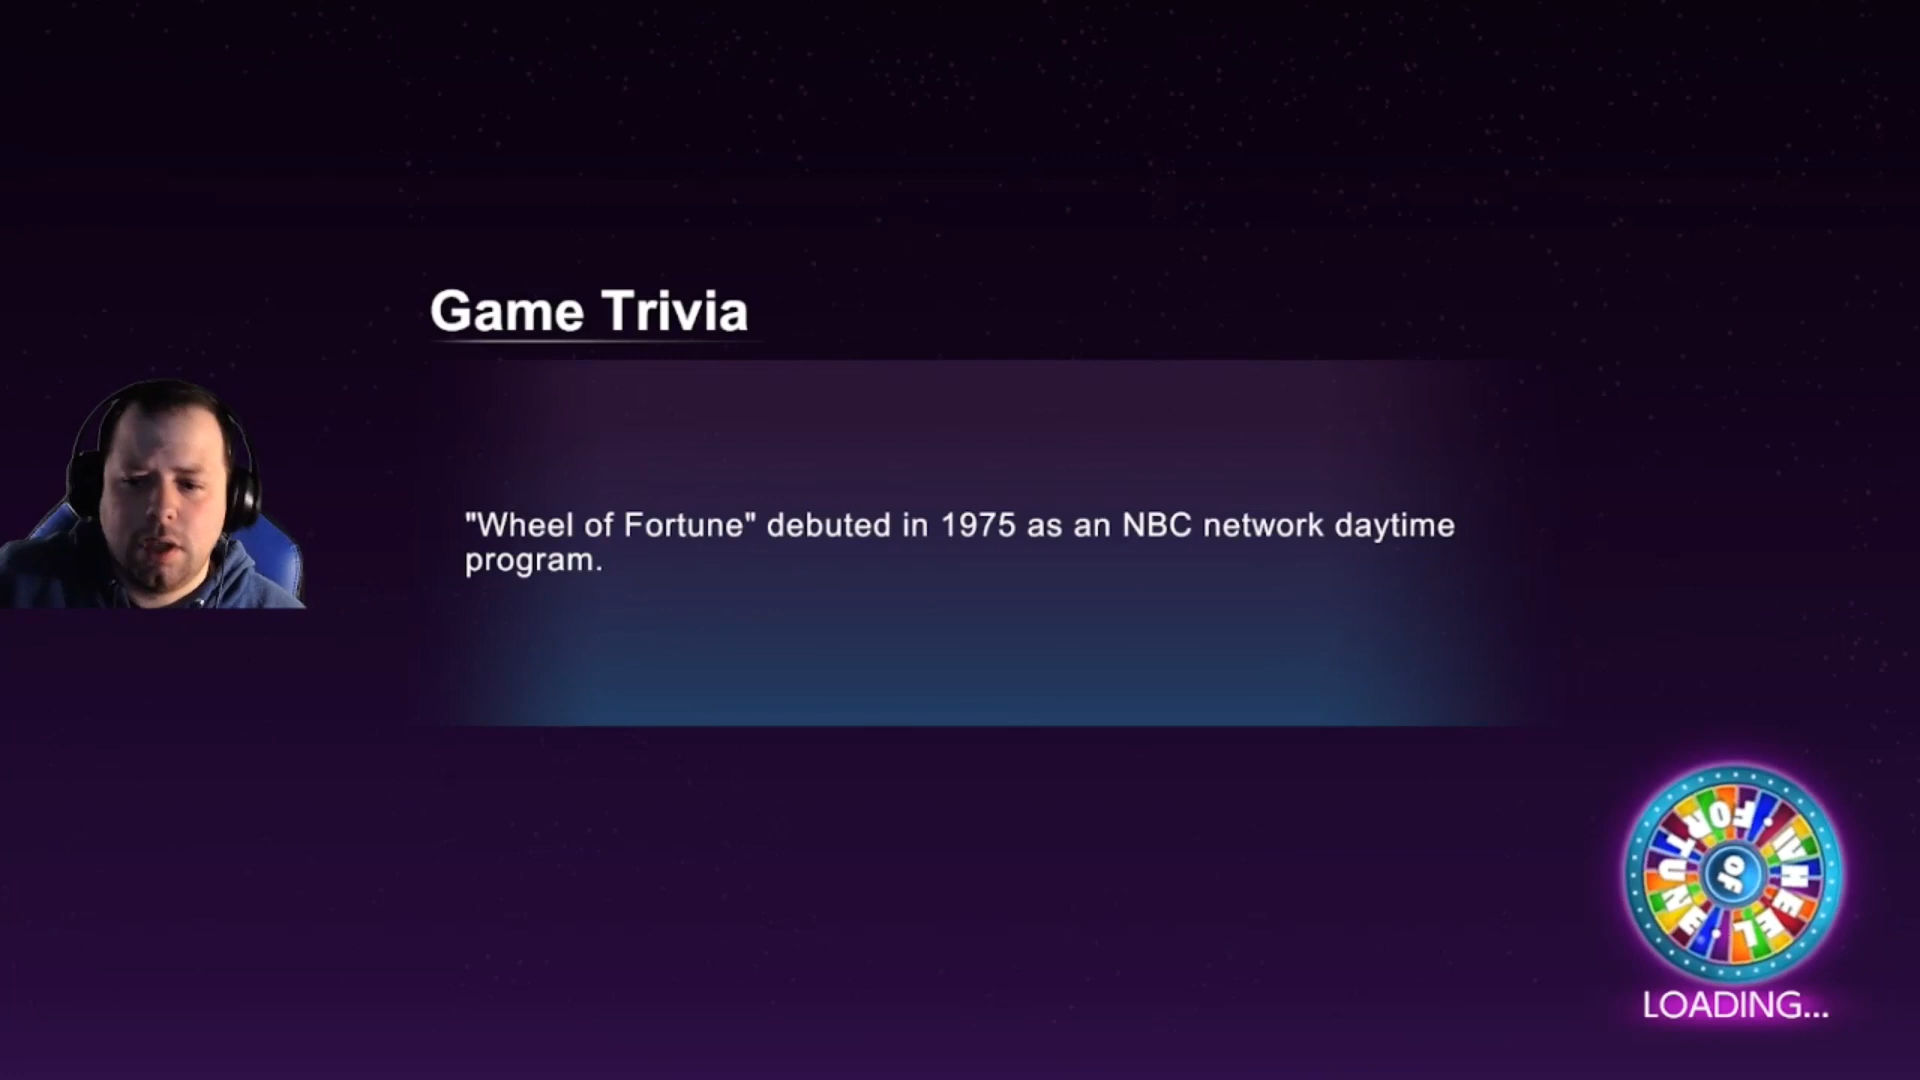 Game Trivia
"Wheel of Fortune" debuted in 1975 as an NBC network daytime
program.
WHEEL
OF
FORTUNE
LOADING...